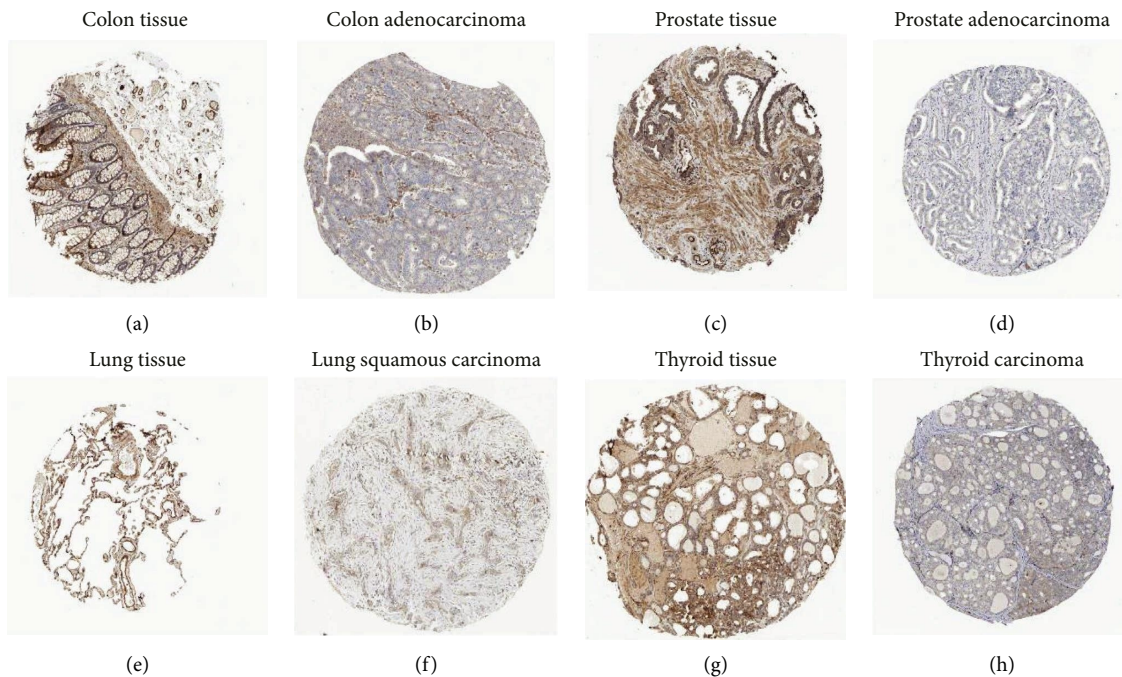 Colon tissue
Colon adenocarcinoma
Prostate tissue
Prostate adenocarcinoma
(a)
(b)
(c)
(d)
Lung tissue
Lung squamous carcinoma
Thyroid tissue
Thyroid carcinoma
(e)
(f)
(g)
(h)